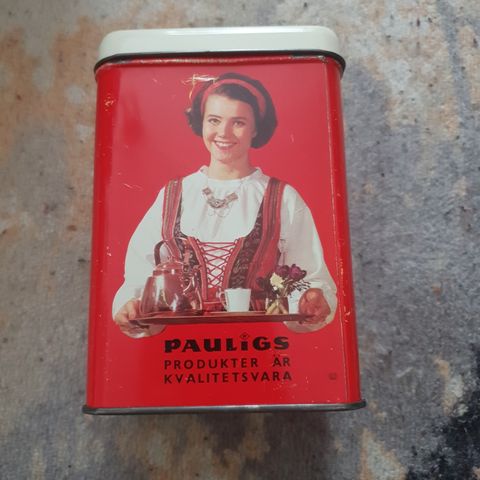 PAULIGS
PRODUKTER ÄR
KVALITETSVARA